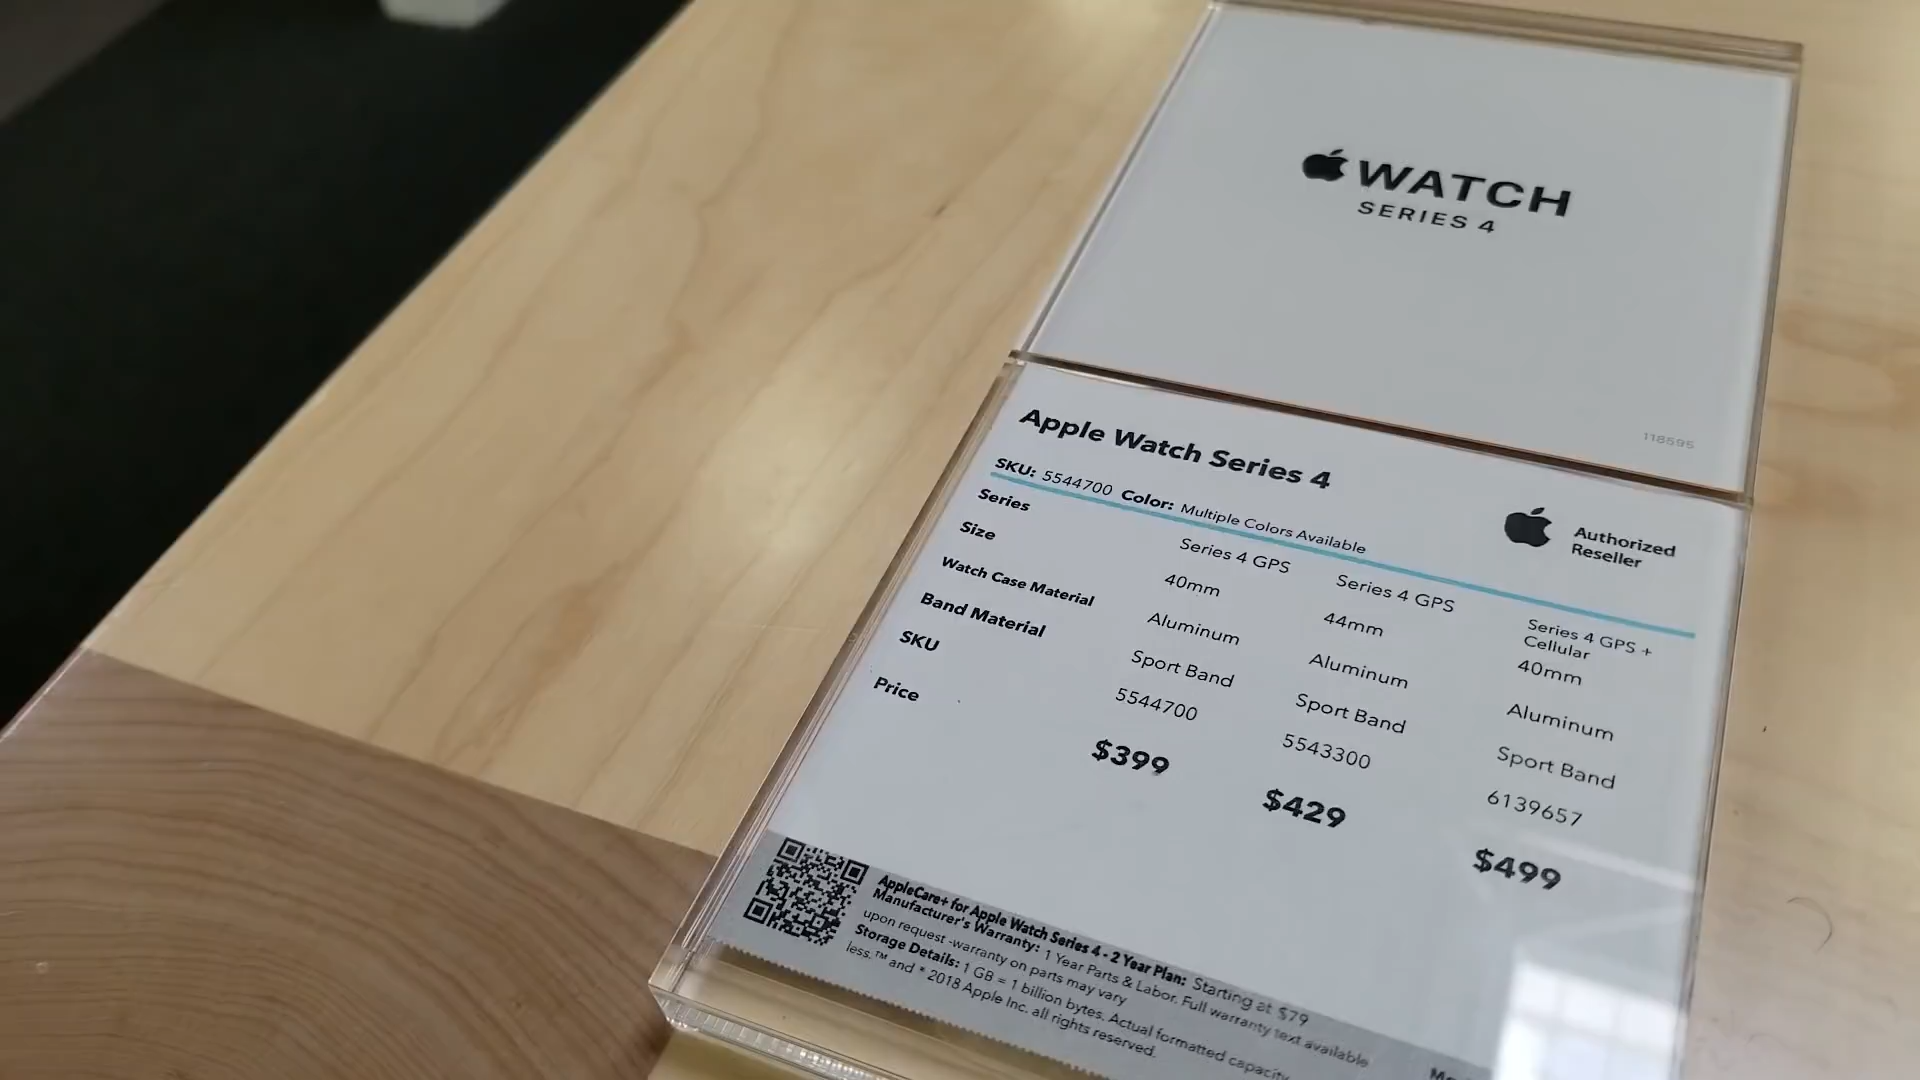 WATCH
SERIES 4
118595
Apple Watch Series 4
SKU: 5544700 Color: Multiple Colors Available
Authorized
Reseller
Series Series 4 GPS Series 4 GPS Series 4 GPS +
Cellular
Size 40mm 44mm 40mm
Watch Case Material Aluminum Aluminum Aluminum
Band Material Sport Band Sport Band Sport Band
SKU 5544700 5543300 6139657
Price $399 $429 $499
AppleCare+ for Apple Watch Series 4 - 2 Year Plan: Starting at $79
Manufacturer's Warranty: 1 Year Parts & Labor. Full warranty text available
upon request -warranty on parts may vary
Storage Details: 1 GB = 1 billion bytes. Actual formatted capacity
less.™ and * 2018 Apple Inc. all rights reserved.